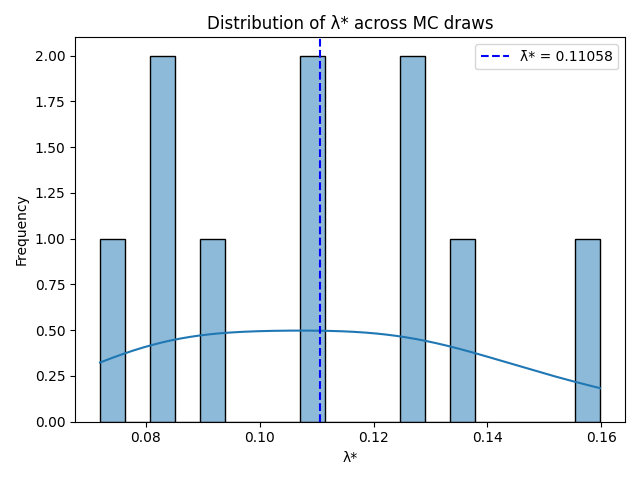 Distribution of λ* across MC draws
λ̄* = 0.11058
2.00
1.75
1.50
1.25
1.00
0.75
0.50
0.25
0.00
Frequency
0.08 0.10 0.12 0.14 0.16
λ*